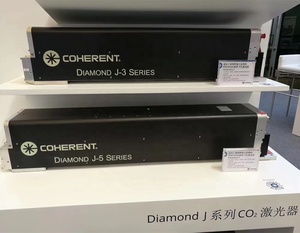 COHERENT.
DIAMOND J-3 SERIES
COHERENT.
DIAMOND J-5 SERIES
Diamond J 系列 CO₂ 激光器